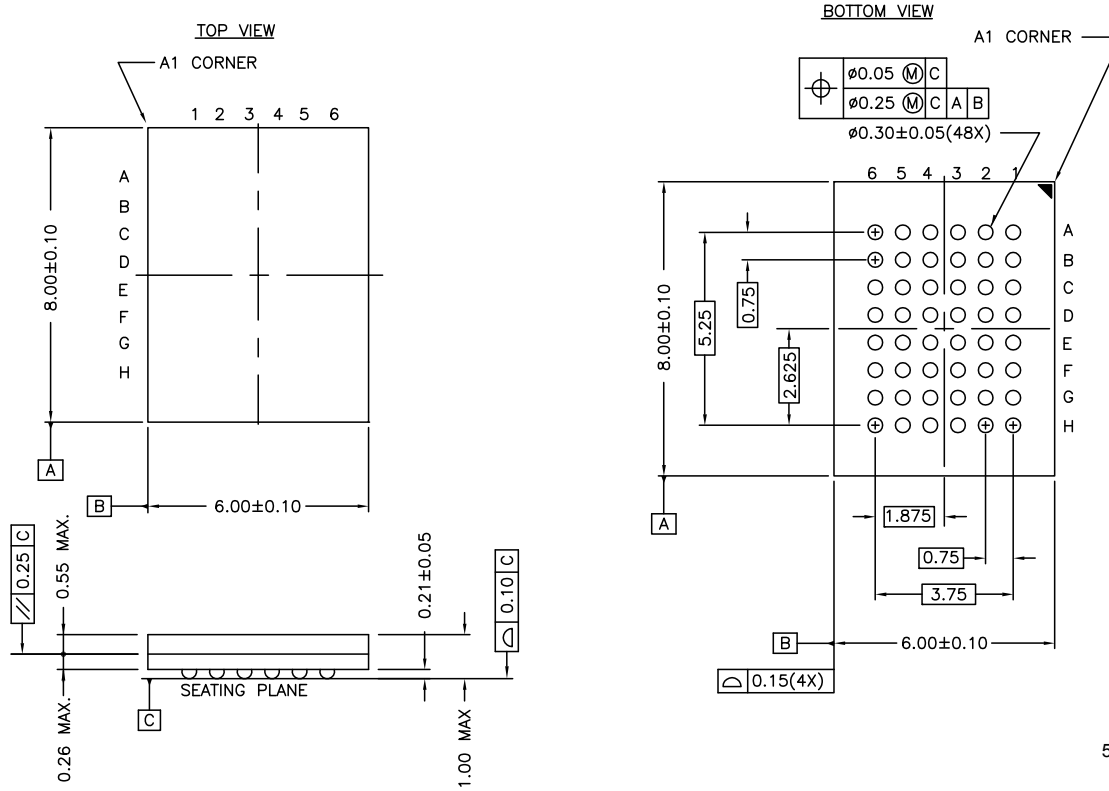 TOP VIEW
A1 CORNER
1 2 3 4 5 6
A
B
C
D
E
F
G
H
8.00±0.10
A
B
6.00±0.10
// 0.25 C
0.55 MAX.
0.26 MAX.
SEATING PLANE
C
0.21±0.05
1.00 MAX
0.10 C
BOTTOM VIEW
A1 CORNER
ø0.05 Ⓜ C
ø0.25 Ⓜ C A B
ø0.30±0.05(48X)
6 5 4 3 2 1
A
B
C
D
E
F
G
H
8.00±0.10
5.25
0.75
2.625
A
1.875
0.75
3.75
B
6.00±0.10
0.15(4X)
5